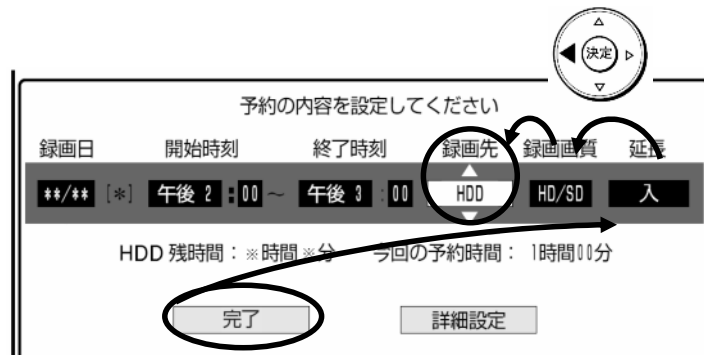 決定
予約の内容を設定してください
録画日 開始時刻 終了時刻 録画先 録画画質 延長
**/** [*] 午後 2:00～ 午後 3:00 HDD HD/SD 入
HDD 残時間：※時間※分 今回の予約時間： 1時間00分
完了 詳細設定